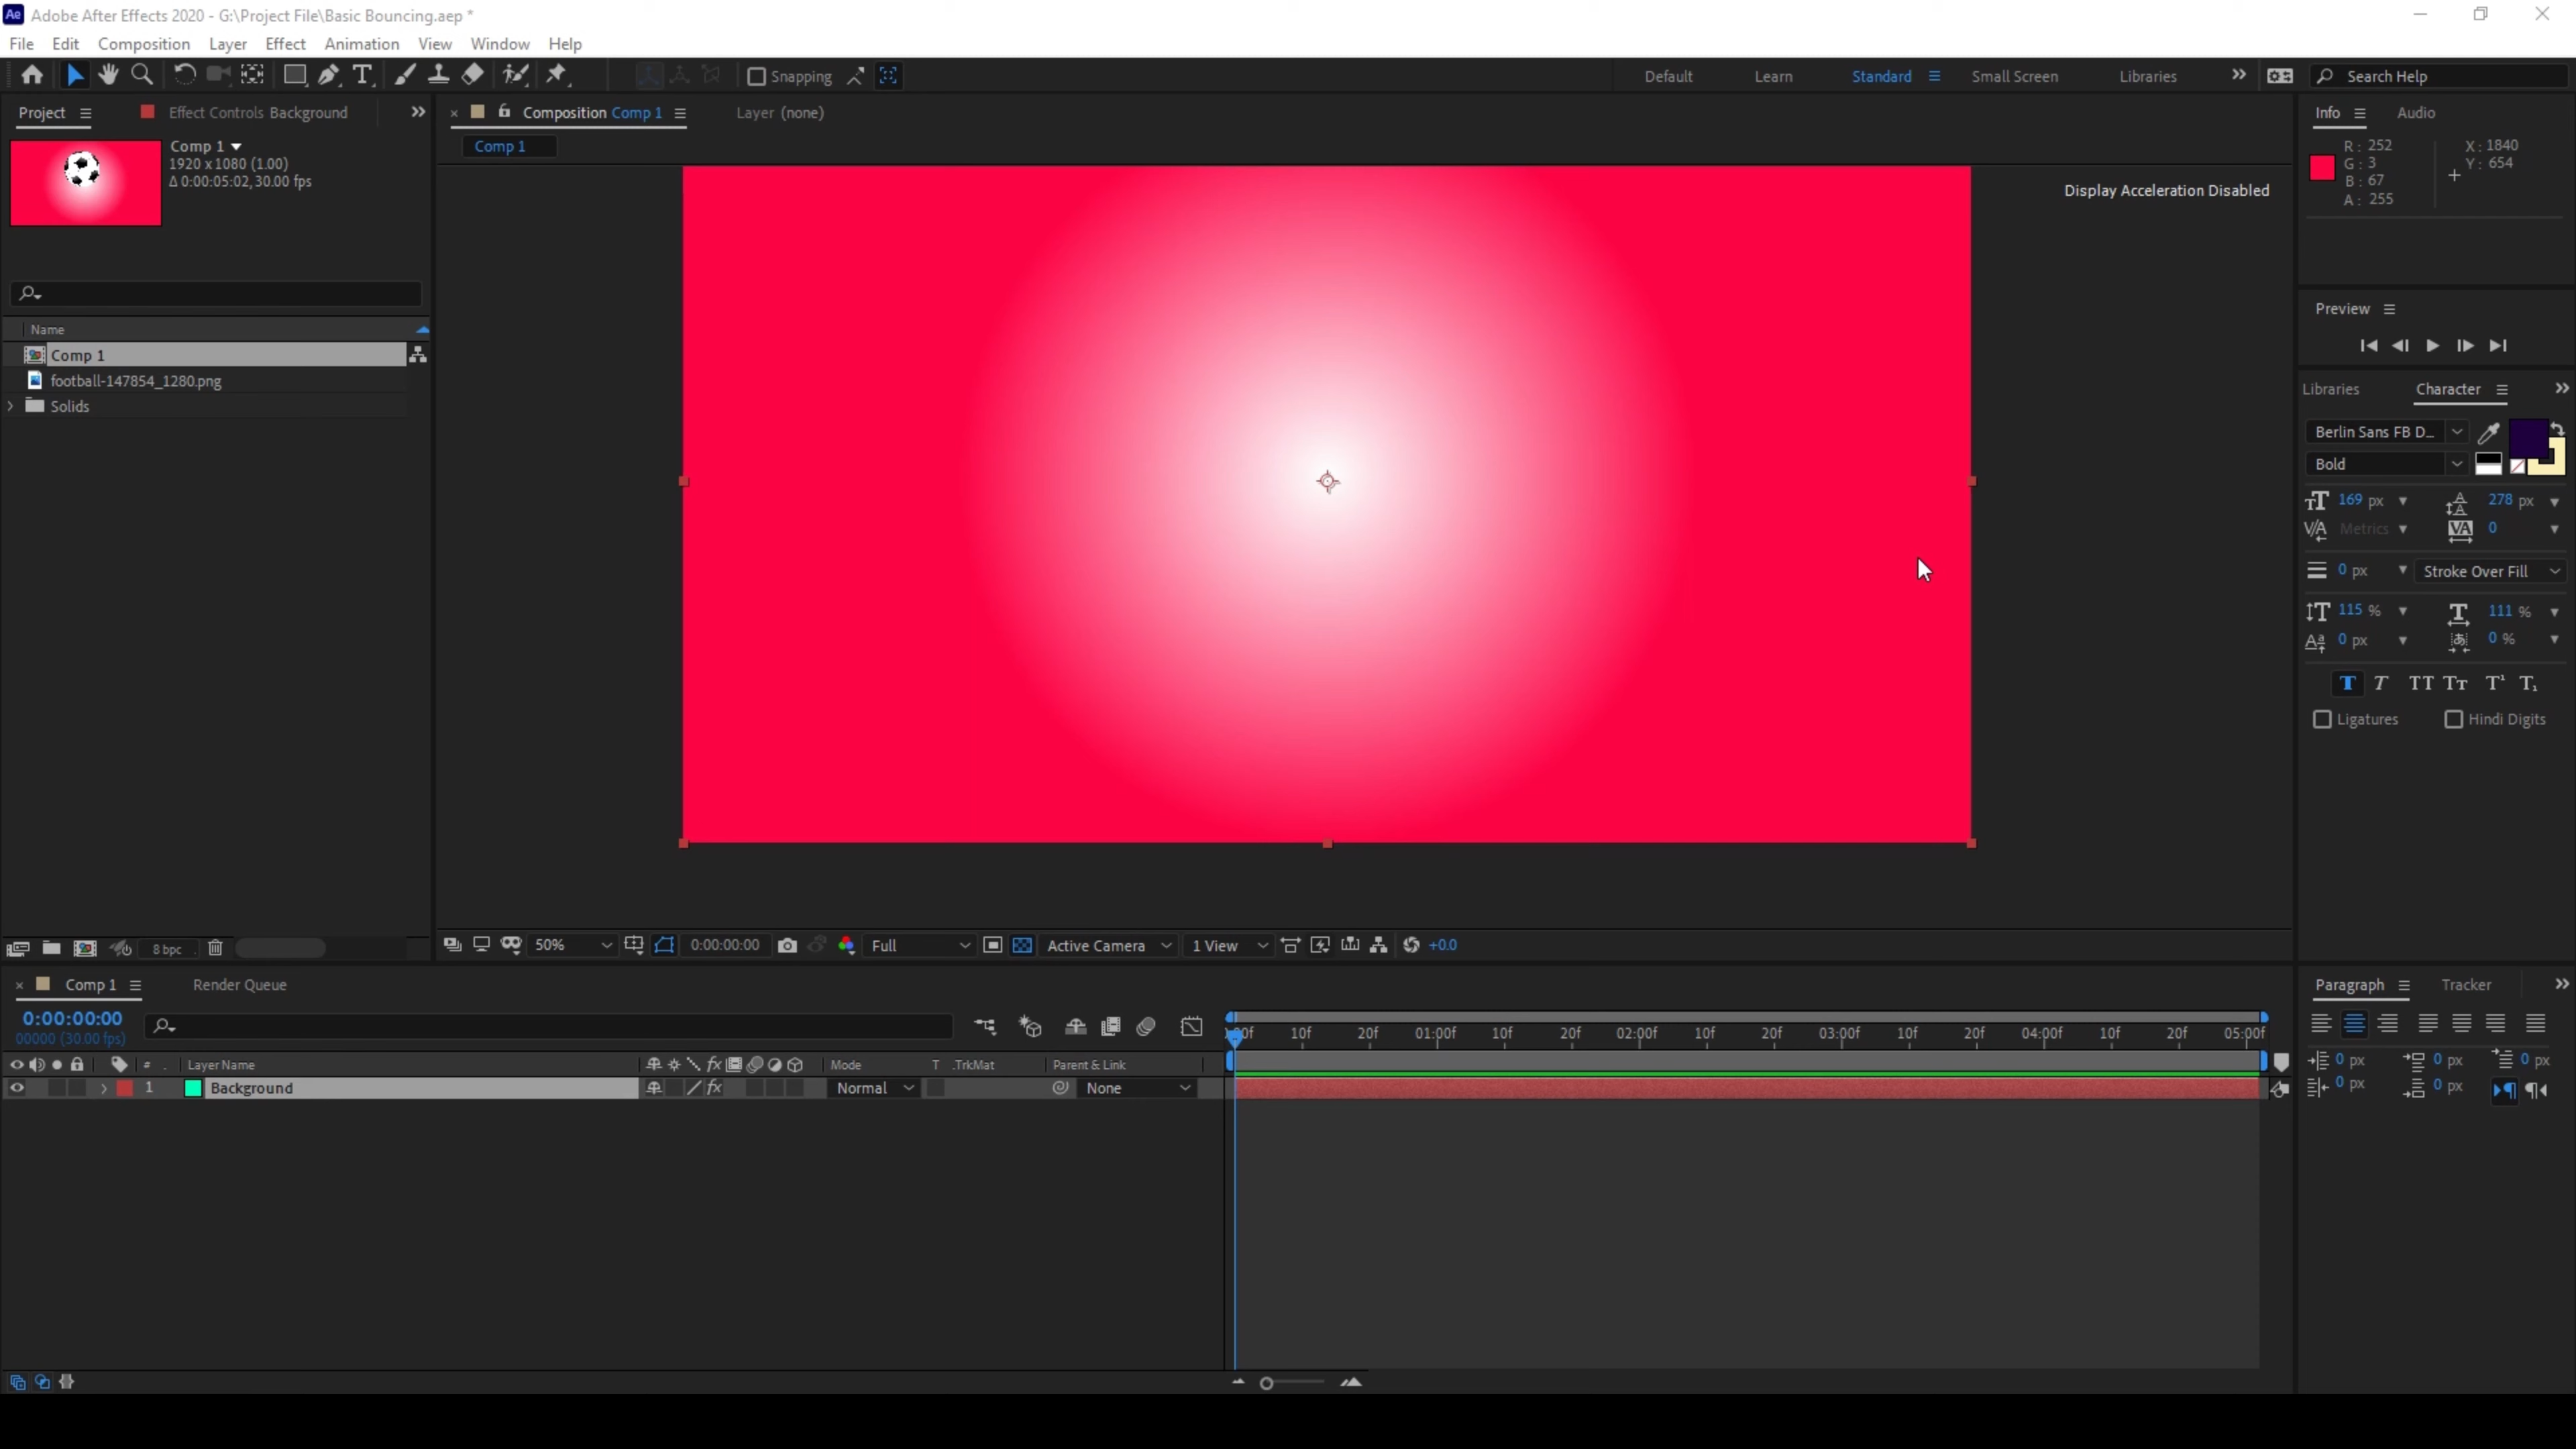 Ae Adobe After Effects 2020 - G:\Project File\Basic Bouncing.aep *
File Edit Composition Layer Effect Animation View Window Help
Snapping Default Learn Standard Small Screen Libraries Search Help
Project Effect Controls Background
Composition Comp 1 Layer (none)
Info Audio
Comp 1
1920 x 1080 (1.00)
Δ 0:00:05:02, 30.00 fps
Comp 1
Display Acceleration Disabled
R: 252
G: 3
B: 67
A: 255
X: 1840
Y: 654
Name
Comp 1
football-147854_1280.png
Solids
Preview
Libraries Character
Berlin Sans FB D...
Bold
169 px 278 px
Metrics 0
0 px Stroke Over Fill
115 % 111 %
0 px 0 %
T T TT Tт T¹ T₁
Ligatures Hindi Digits
8 bpc
50% 0:00:00:00 Full Active Camera 1 View +0.0
Comp 1 Render Queue
0:00:00:00
00000 (30.00 fps)
10f 20f 01:00f 10f 20f 02:00f 10f 20f 03:00f 10f 20f 04:00f 10f 20f 05:00f
# Layer Name fx Mode T .TrkMat Parent & Link
1 Background fx Normal None
Paragraph Tracker
0 px 0 px 0 px
0 px 0 px